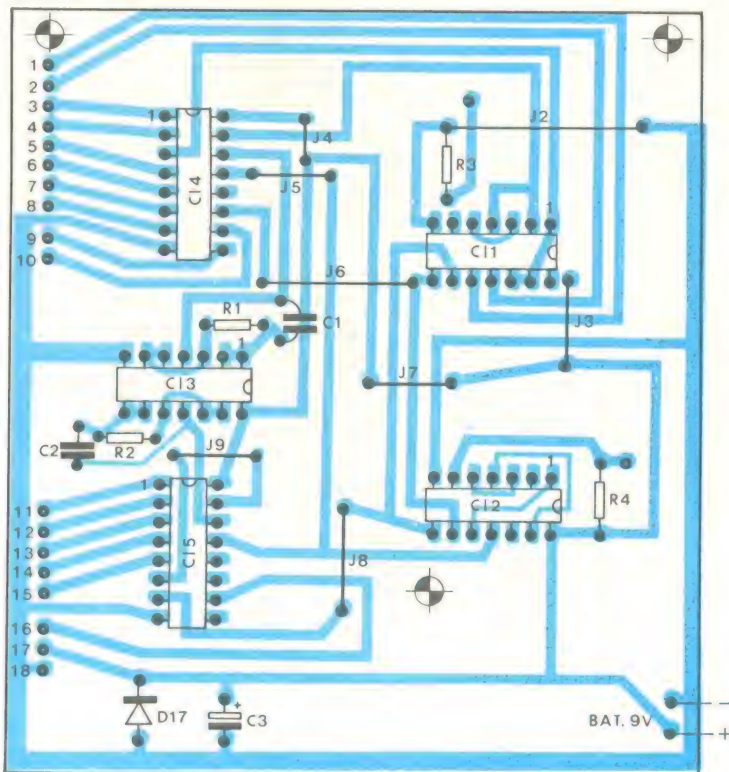 1
2
3
4
5
6
7
8
9
10
1
CI4
J4
J5
J2
R3
1
CI1
J6
J3
R1
C1
1
CI3
J7
C2
R2
J9
1
CI2
R4
11
12
13
14
15
16
17
18
1
CI5
J8
D17
+
C3
BAT. 9V
-
+